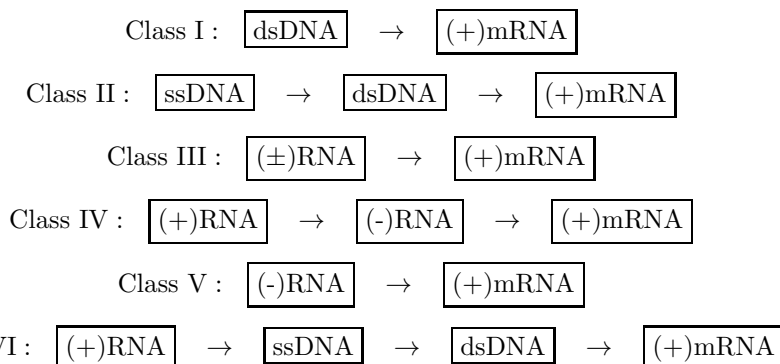 Class I : dsDNA → (+)mRNA
Class II : ssDNA → dsDNA → (+)mRNA
Class III : (±)RNA → (+)mRNA
Class IV : (+)RNA → (-)RNA → (+)mRNA
Class V : (-)RNA → (+)mRNA
VI : (+)RNA → ssDNA → dsDNA → (+)mRNA